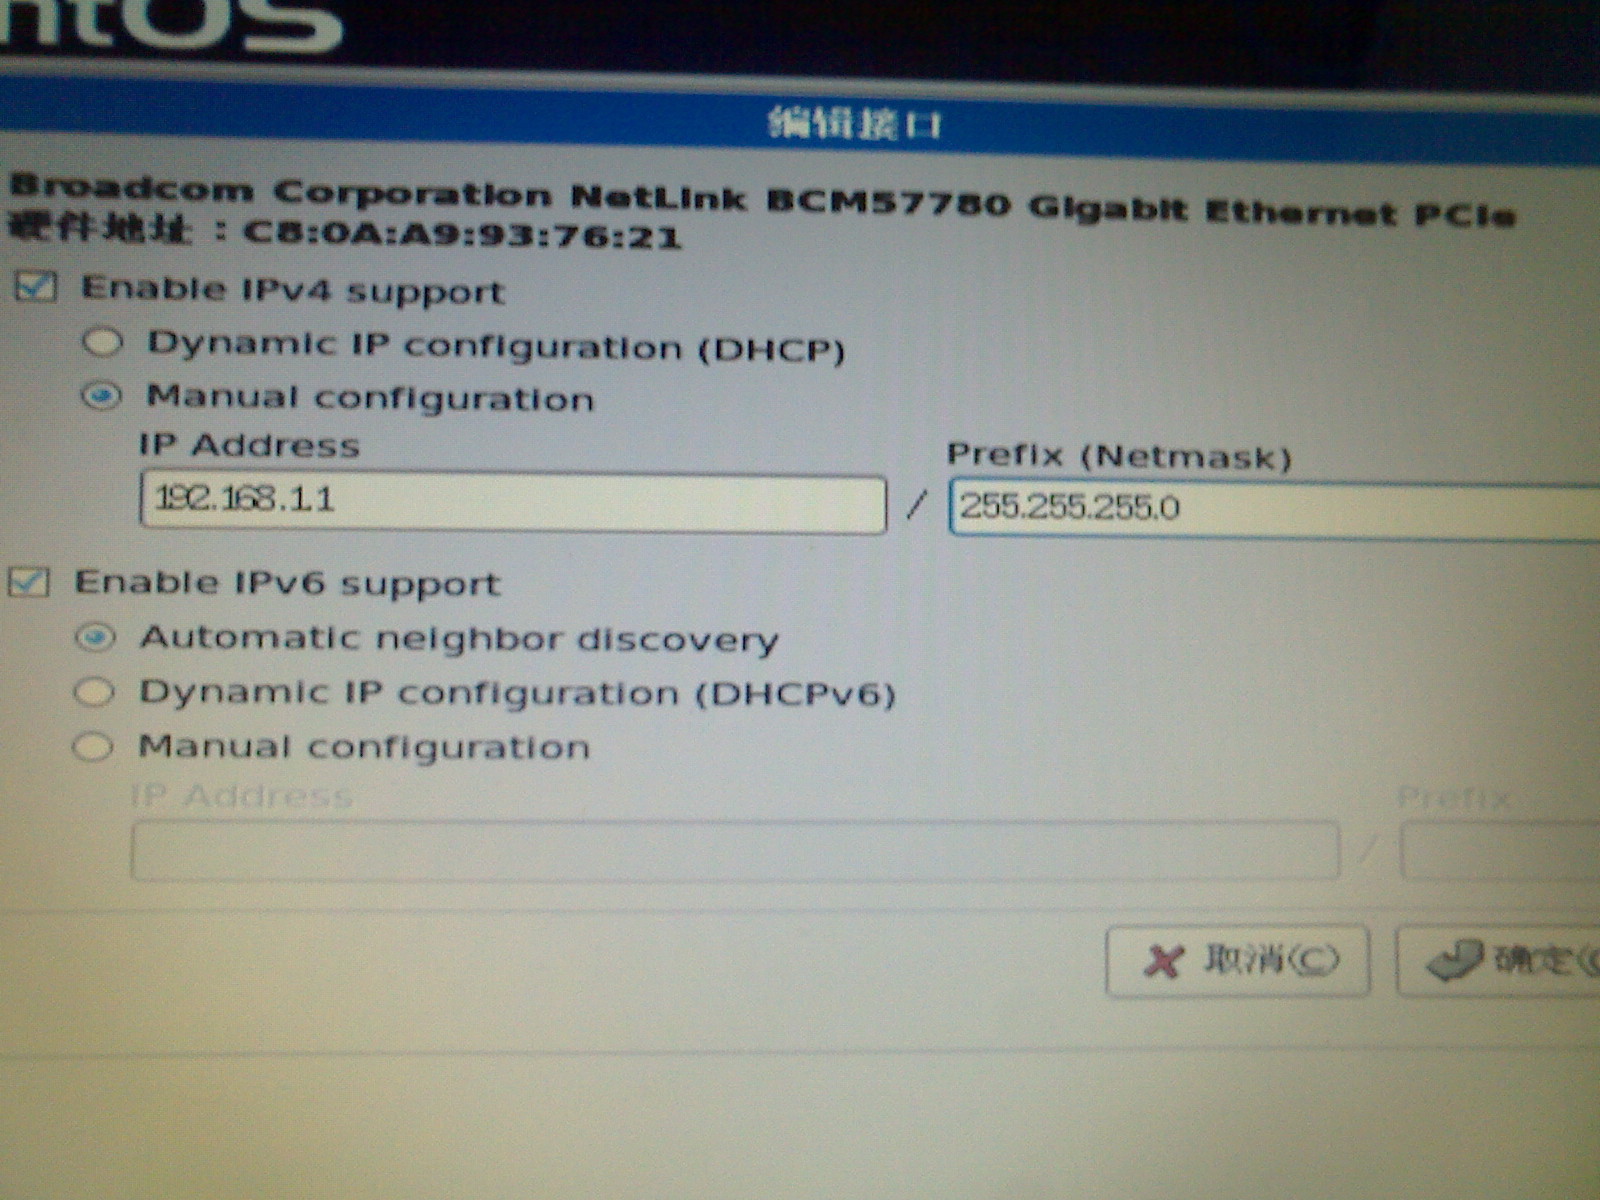 ntOS
编辑接口
Broadcom Corporation NetLink BCM57780 Gigabit Ethernet PCIe
硬件地址：C8:0A:A9:93:76:21
Enable IPv4 support
Dynamic IP configuration (DHCP)
Manual configuration
IP Address Prefix (Netmask)
192.168.1.1 / 255.255.255.0
Enable IPv6 support
Automatic neighbor discovery
Dynamic IP configuration (DHCPv6)
Manual configuration
IP Address Prefix
/
取消(C) 确定(